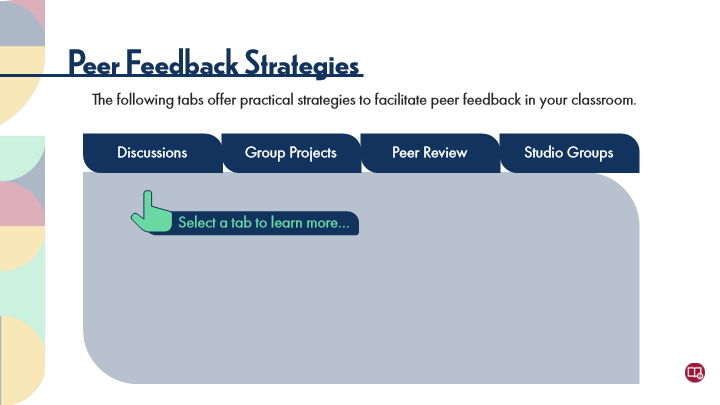 Peer Feedback Strategies
The following tabs offer practical strategies to facilitate peer feedback in your classroom.
Discussions
Group Projects
Peer Review
Studio Groups
Select a tab to learn more...